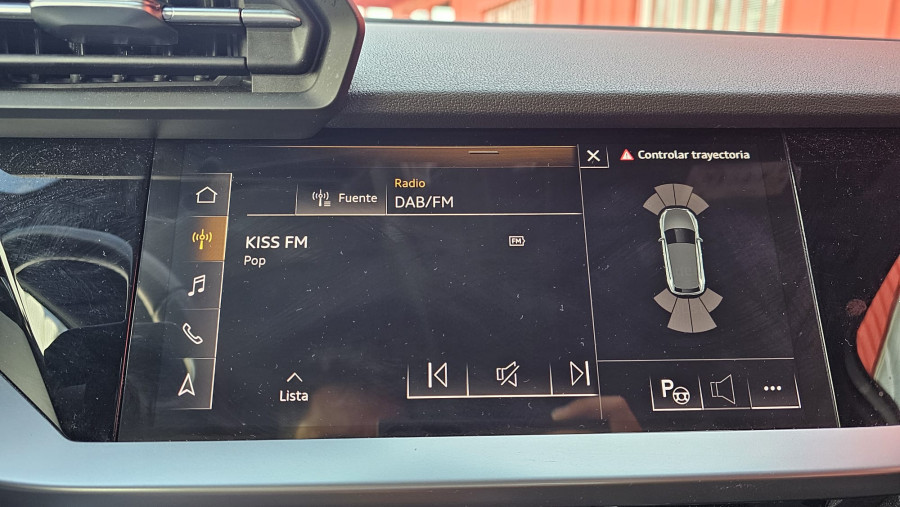 Controlar trayectoria
Radio
Fuente
DAB/FM
KISS FM
FM
Pop
Lista
P